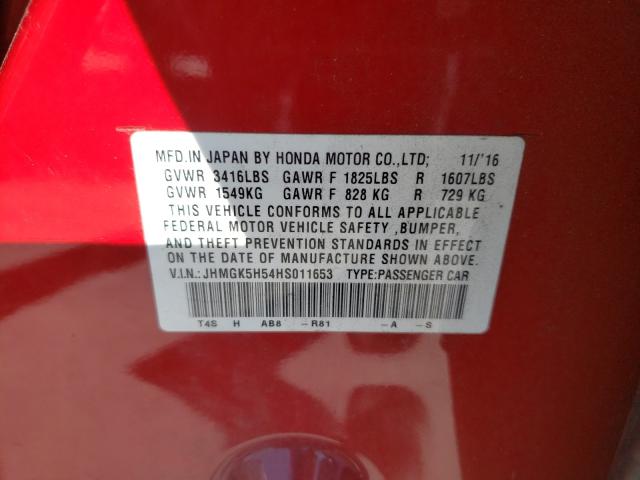 MFD.IN JAPAN BY HONDA MOTOR CO.,LTD; 11/'16
GVWR 3416LBS GAWR F 1825LBS R 1607LBS
GVWR 1549KG GAWR F 828 KG R 729 KG
THIS VEHICLE CONFORMS TO ALL APPLICABLE
FEDERAL MOTOR VEHICLE SAFETY ,BUMPER,
AND THEFT PREVENTION STANDARDS IN EFFECT
ON THE DATE OF MANUFACTURE SHOWN ABOVE.
V.I.N.:JHMGK5H54HS011653 TYPE:PASSENGER CAR
T4S H AB8 -R81 -A -S